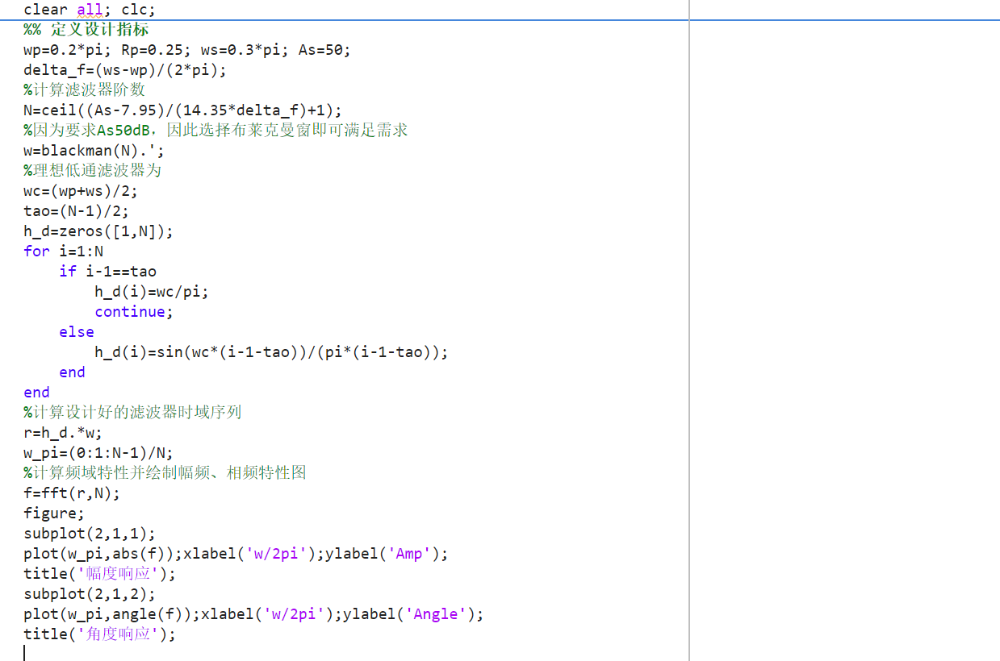 clear all; clc;
%% 定义设计指标
wp=0.2*pi; Rp=0.25; ws=0.3*pi; As=50;
delta_f=(ws-wp)/(2*pi);
%计算滤波器阶数
N=ceil((As-7.95)/(14.35*delta_f)+1);
%因为要求As50dB，因此选择布莱克曼窗即可满足需求
w=blackman(N).';
%理想低通滤波器为
wc=(wp+ws)/2;
tao=(N-1)/2;
h_d=zeros([1,N]);
for i=1:N
    if i-1==tao
        h_d(i)=wc/pi;
        continue;
    else
        h_d(i)=sin(wc*(i-1-tao))/(pi*(i-1-tao));
    end
end
%计算设计好的滤波器时域序列
r=h_d.*w;
w_pi=(0:1:N-1)/N;
%计算频域特性并绘制幅频、相频特性图
f=fft(r,N);
figure;
subplot(2,1,1);
plot(w_pi,abs(f));xlabel('w/2pi');ylabel('Amp');
title('幅度响应');
subplot(2,1,2);
plot(w_pi,angle(f));xlabel('w/2pi');ylabel('Angle');
title('角度响应');